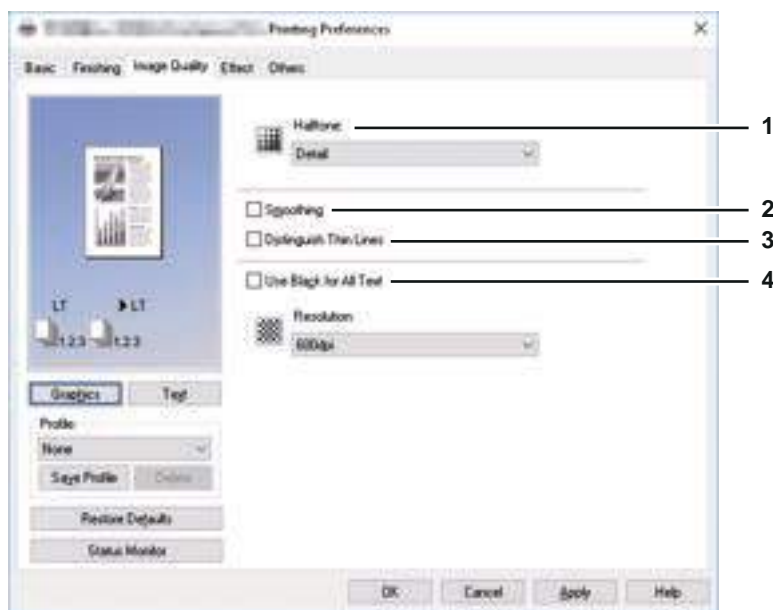 Printing Preferences
Basic Finishing Image Quality Effect Others
Halftone
1
Detail
Smoothing
2
Distinguish Thin Lines
3
Use Black for All Text
4
LT LT
Resolution
123 123
600dpi
Graphics Text
Profile
None
Save Profile Delete
Restore Defaults
Status Monitor
OK Cancel Apply Help